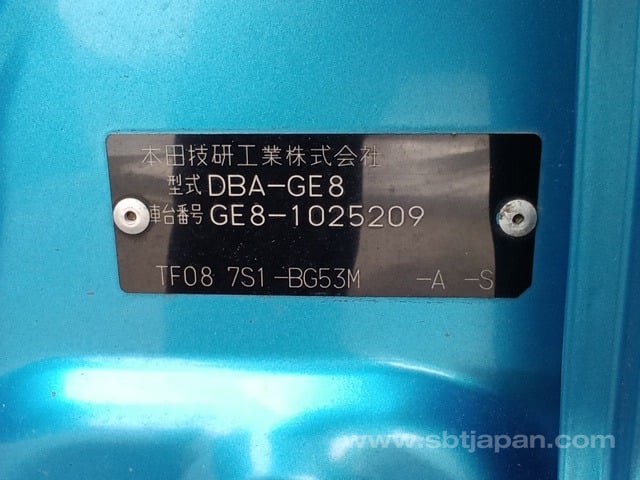 本田技研工業株式会社
型式 DBA-GE8
車台番号 GE8-1025209
TF08 7S1-BG53M -A -S
www.sbtjapan.com